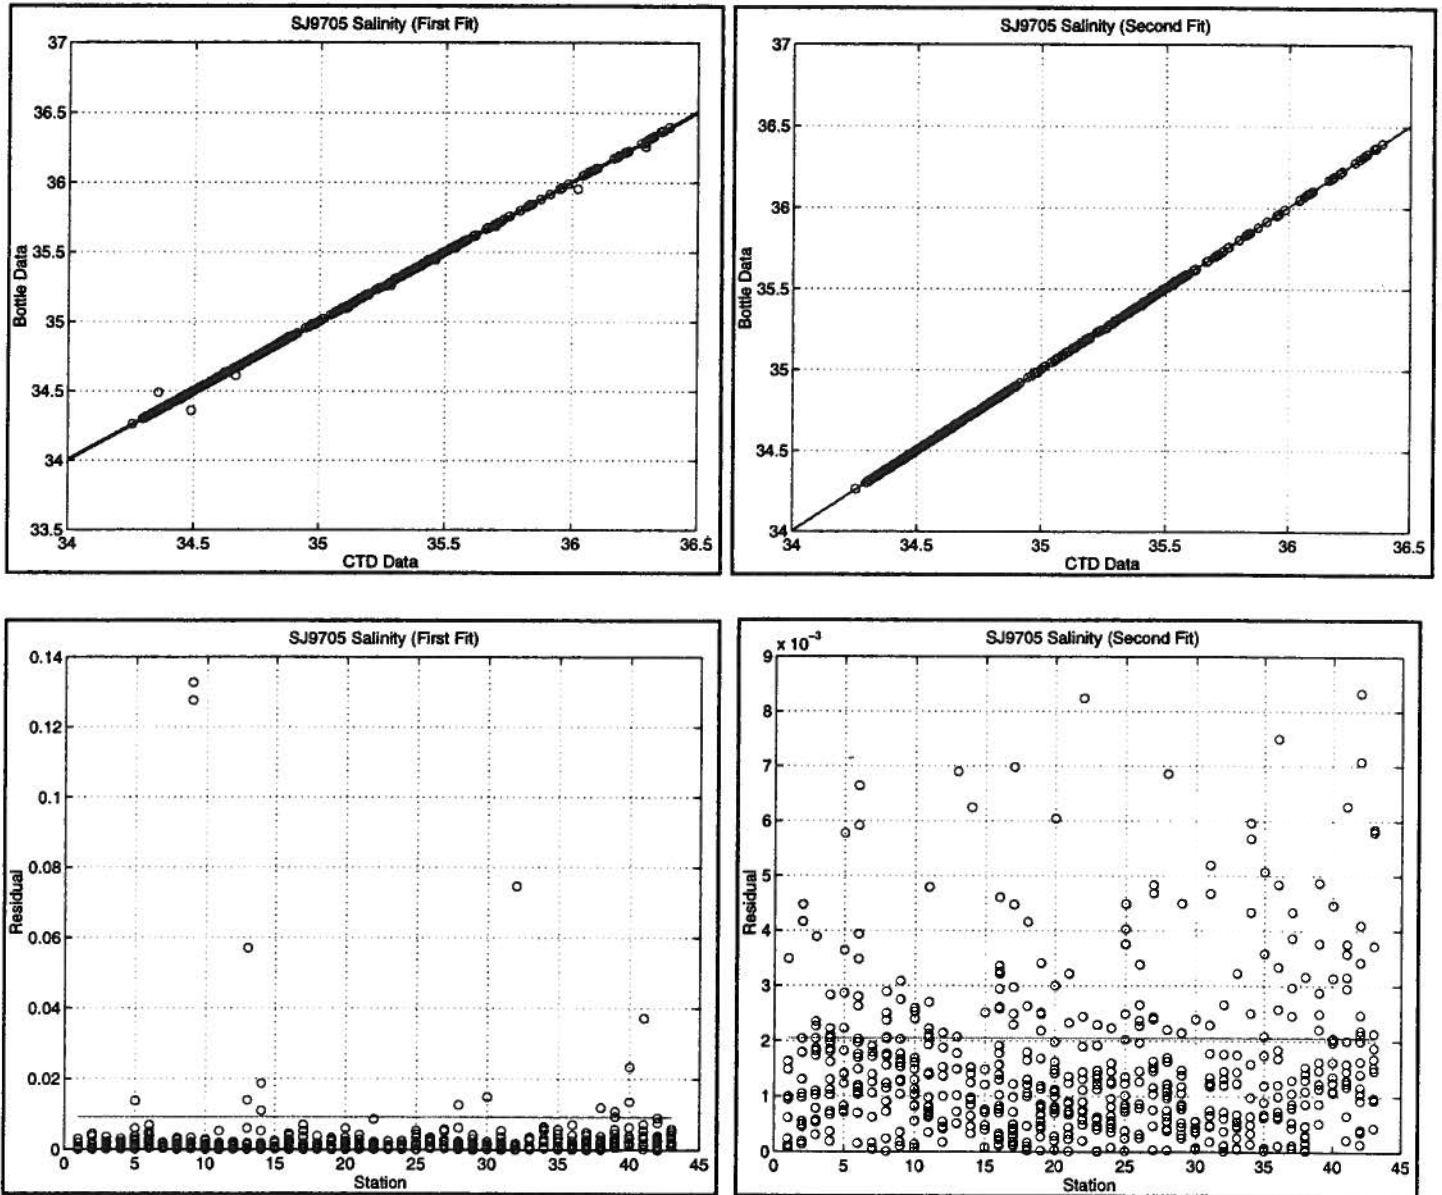 SJ9705 Salinity (First Fit)
37
36.5
36
35.5
35
34.5
34
33.5
Bottle Data
34 34.5 35 35.5 36 36.5
CTD Data
SJ9705 Salinity (Second Fit)
37
36.5
36
35.5
35
34.5
34
Bottle Data
34 34.5 35 35.5 36 36.5
CTD Data
SJ9705 Salinity (First Fit)
0.14
0.12
0.1
0.08
0.06
0.04
0.02
0
Residual
0 5 10 15 20 25 30 35 40 45
Station
SJ9705 Salinity (Second Fit)
x 10⁻³
9
8
7
6
5
4
3
2
1
0
Residual
0 5 10 15 20 25 30 35 40 45
Station